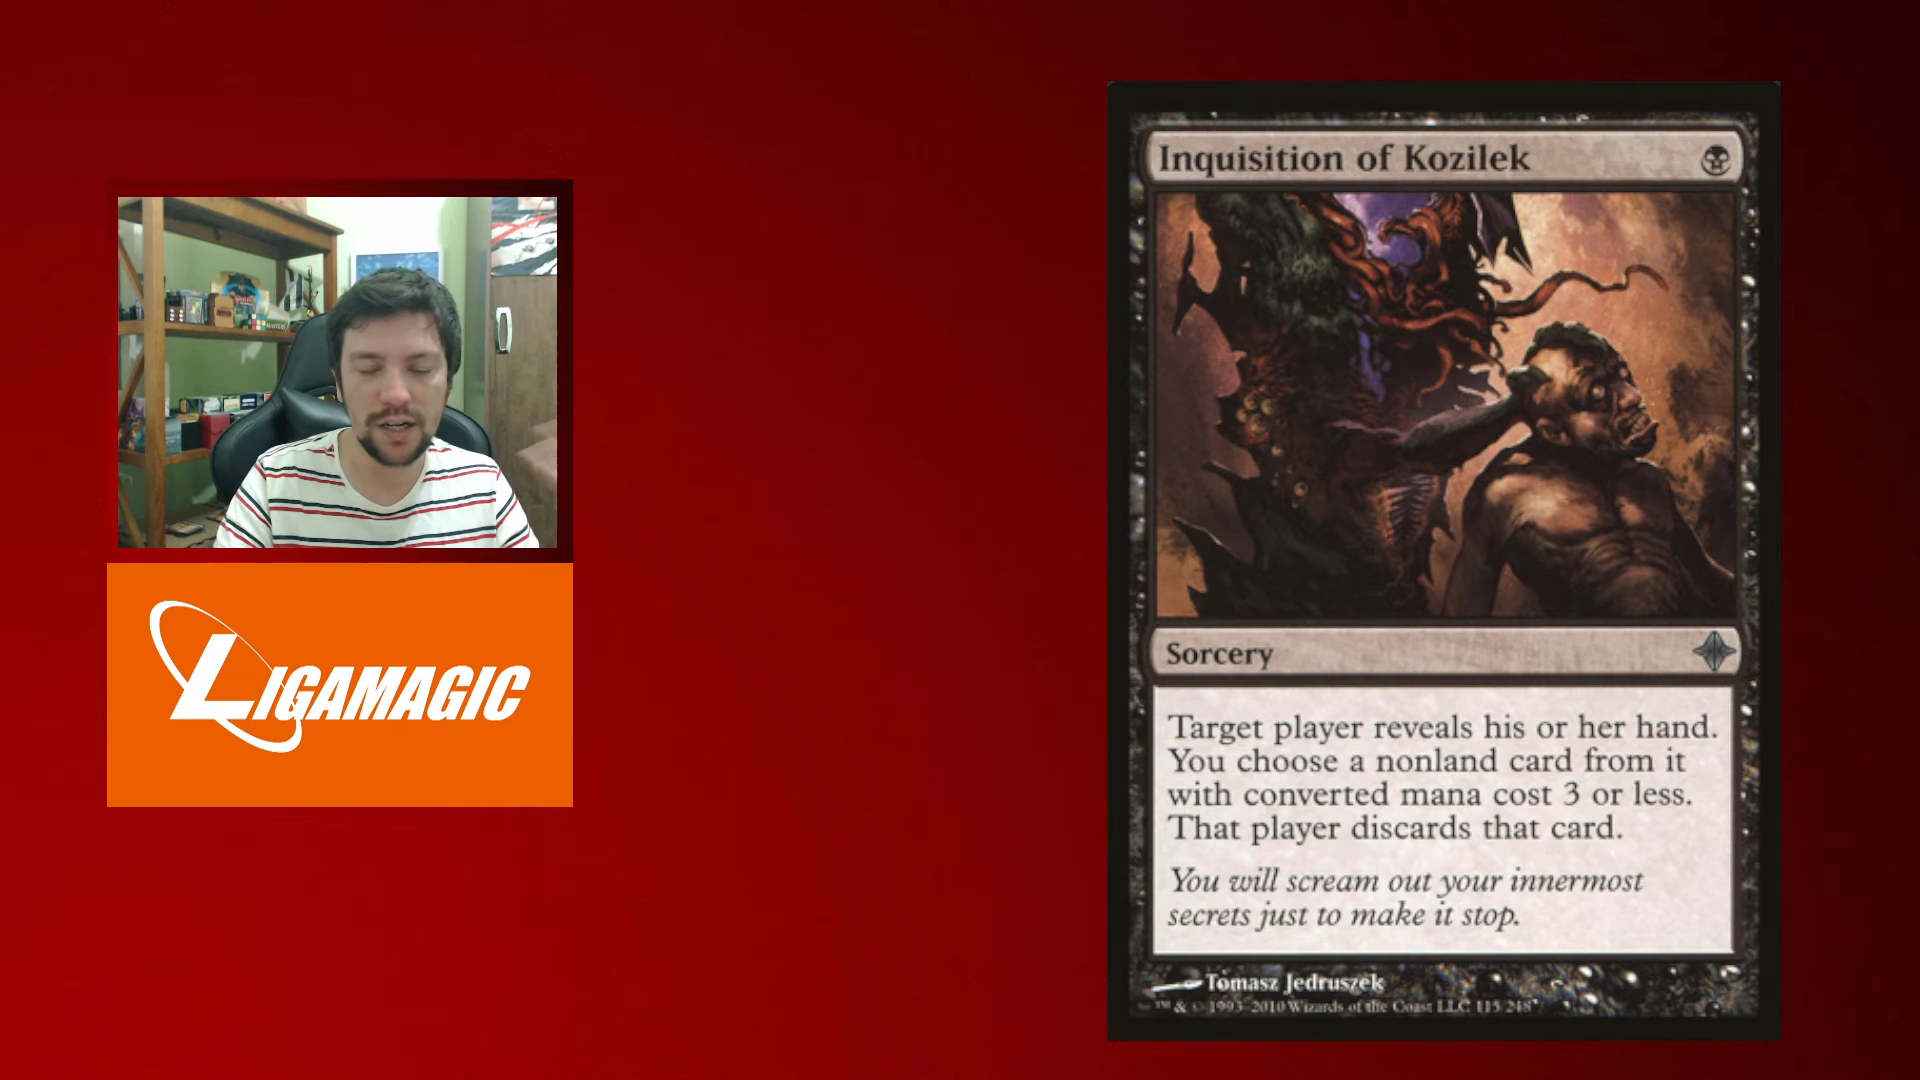 LIGAMAGIC
Inquisition of Kozilek
Sorcery
Target player reveals his or her hand.
You choose a nonland card from it
with converted mana cost 3 or less.
That player discards that card.
You will scream out your innermost
secrets just to make it stop.
Tomasz Jedruszek
™ & © 1993–2010 Wizards of the Coast LLC 115/248